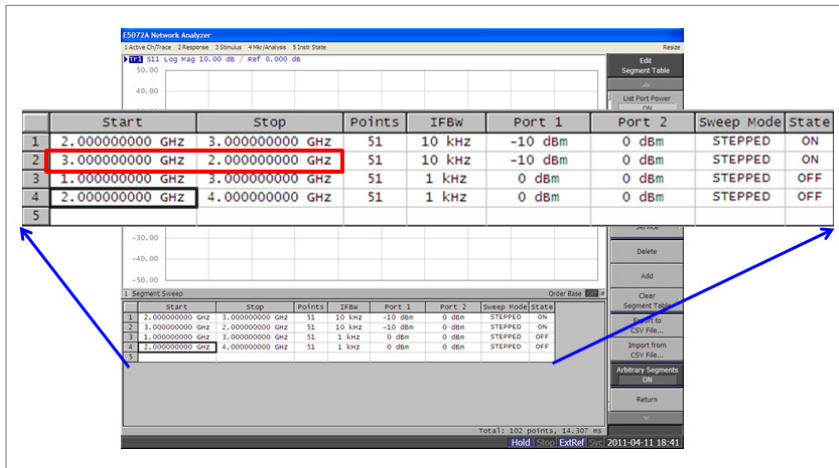 E5072A Network Analyzer
1 Active Ch/Trace 2 Response 3 Stimulus 4 Mkr/Analysis 5 Instr State Resize
Tr1 S11 Log Mag 10.00 dB / Ref 0.000 dB
50.00
40.00
Edit
Segment Table
List Port Power
ON
Start Stop Points IFBW Port 1 Port 2 Sweep Mode State
1 2.000000000 GHz 3.000000000 GHz 51 10 kHz -10 dBm 0 dBm STEPPED ON
2 3.000000000 GHz 2.000000000 GHz 51 10 kHz -10 dBm 0 dBm STEPPED ON
3 1.000000000 GHz 3.000000000 GHz 51 1 kHz 0 dBm 0 dBm STEPPED OFF
4 2.000000000 GHz 4.000000000 GHz 51 1 kHz 0 dBm 0 dBm STEPPED OFF
5
-30.00
-40.00
-50.00
Delete
Add
Clear
Segment Table
Export to
CSV File...
Import from
CSV File...
Arbitrary Segments
ON
Return
1 Segment Sweep Order Base Off
Start Stop Points IFBW Port 1 Port 2 Sweep Mode State
1 2.000000000 GHz 3.000000000 GHz 51 10 kHz -10 dBm 0 dBm STEPPED ON
2 3.000000000 GHz 2.000000000 GHz 51 10 kHz -10 dBm 0 dBm STEPPED ON
3 1.000000000 GHz 3.000000000 GHz 51 1 kHz 0 dBm 0 dBm STEPPED OFF
4 2.000000000 GHz 4.000000000 GHz 51 1 kHz 0 dBm 0 dBm STEPPED OFF
5
Total: 102 points, 14.307 ms
Hold Stop ExtRef Svc 2011-04-11 18:41